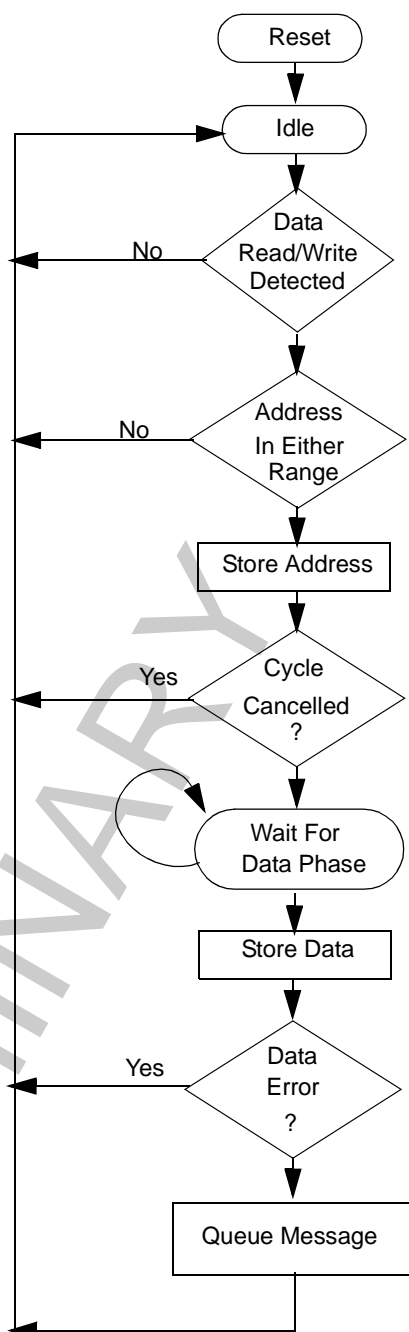 Reset
Idle
Data
Read/Write
Detected
No
Address
In Either
Range
No
Store Address
Cycle
Cancelled
?
Yes
Wait For
Data Phase
Store Data
Data
Error
?
Yes
Queue Message
INARY